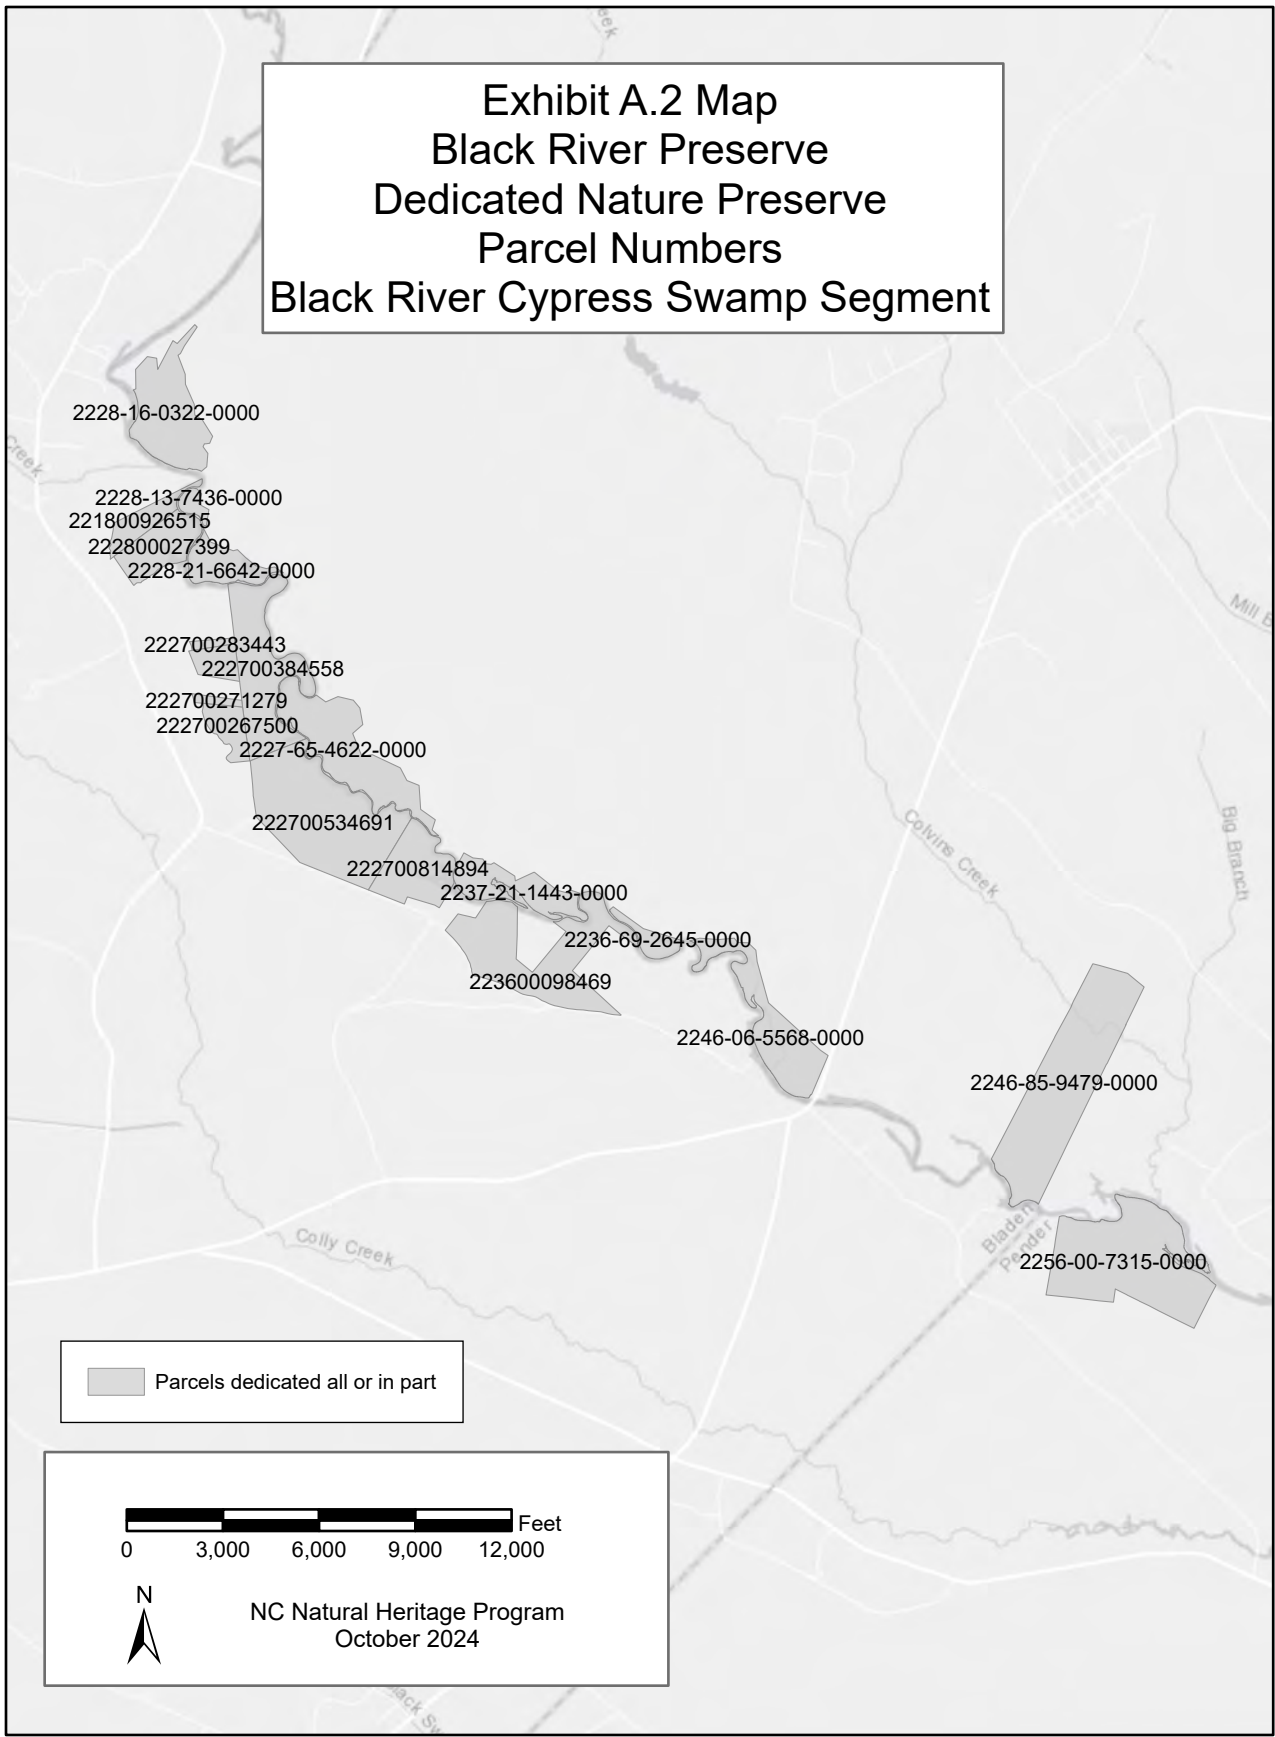 eek
Exhibit A.2 Map
Black River Preserve
Dedicated Nature Preserve
Parcel Numbers
Black River Cypress Swamp Segment
2228-16-0322-0000
Creek
2228-13-7436-0000
221800926515
222800027399
2228-21-6642-0000
Mill B
222700283443
222700384558
222700271279
222700267500
2227-65-4622-0000
222700534691
Colvins Creek
Big Branch
222700814894
2237-21-1443-0000
2236-69-2645-0000
223600098469
2246-06-5568-0000
2246-85-9479-0000
Bladen
Pender
Colly Creek
2256-00-7315-0000
Parcels dedicated all or in part
Feet
0 3,000 6,000 9,000 12,000
N
NC Natural Heritage Program
October 2024
lack Sw